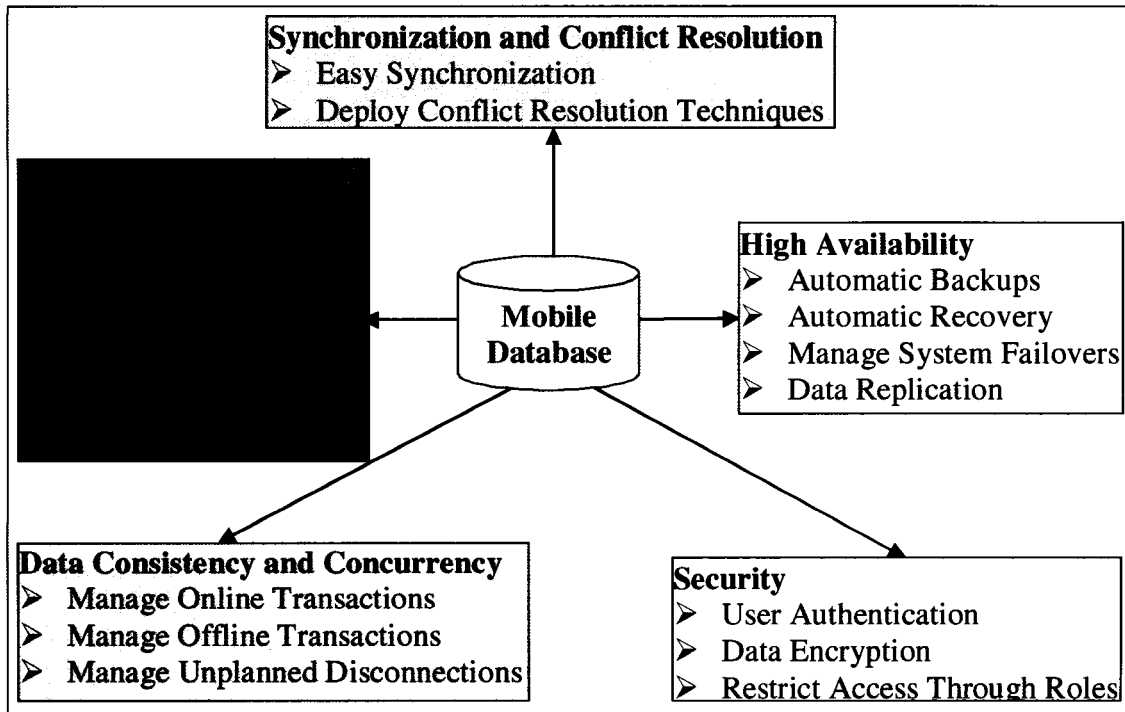 Synchronization and Conflict Resolution
➢ Easy Synchronization
➢ Deploy Conflict Resolution Techniques
High Availability
➢ Automatic Backups
➢ Automatic Recovery
➢ Manage System Failovers
➢ Data Replication
Mobile
Database
Data Consistency and Concurrency
➢ Manage Online Transactions
➢ Manage Offline Transactions
➢ Manage Unplanned Disconnections
Security
➢ User Authentication
➢ Data Encryption
➢ Restrict Access Through Roles